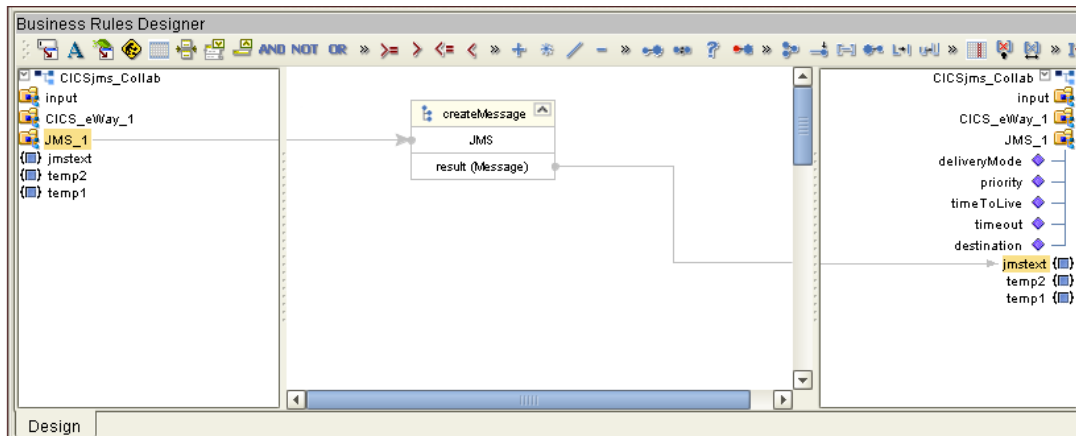 Business Rules Designer
A AND NOT OR » >= > <= < » + * / - » ? » »
CICSjms_Collab
input
CICS_eWay_1
JMS_1
jmstext
temp2
temp1
createMessage
JMS
result (Message)
CICSjms_Collab
input
CICS_eWay_1
JMS_1
deliveryMode
priority
timeToLive
timeout
destination
jmstext
temp2
temp1
Design